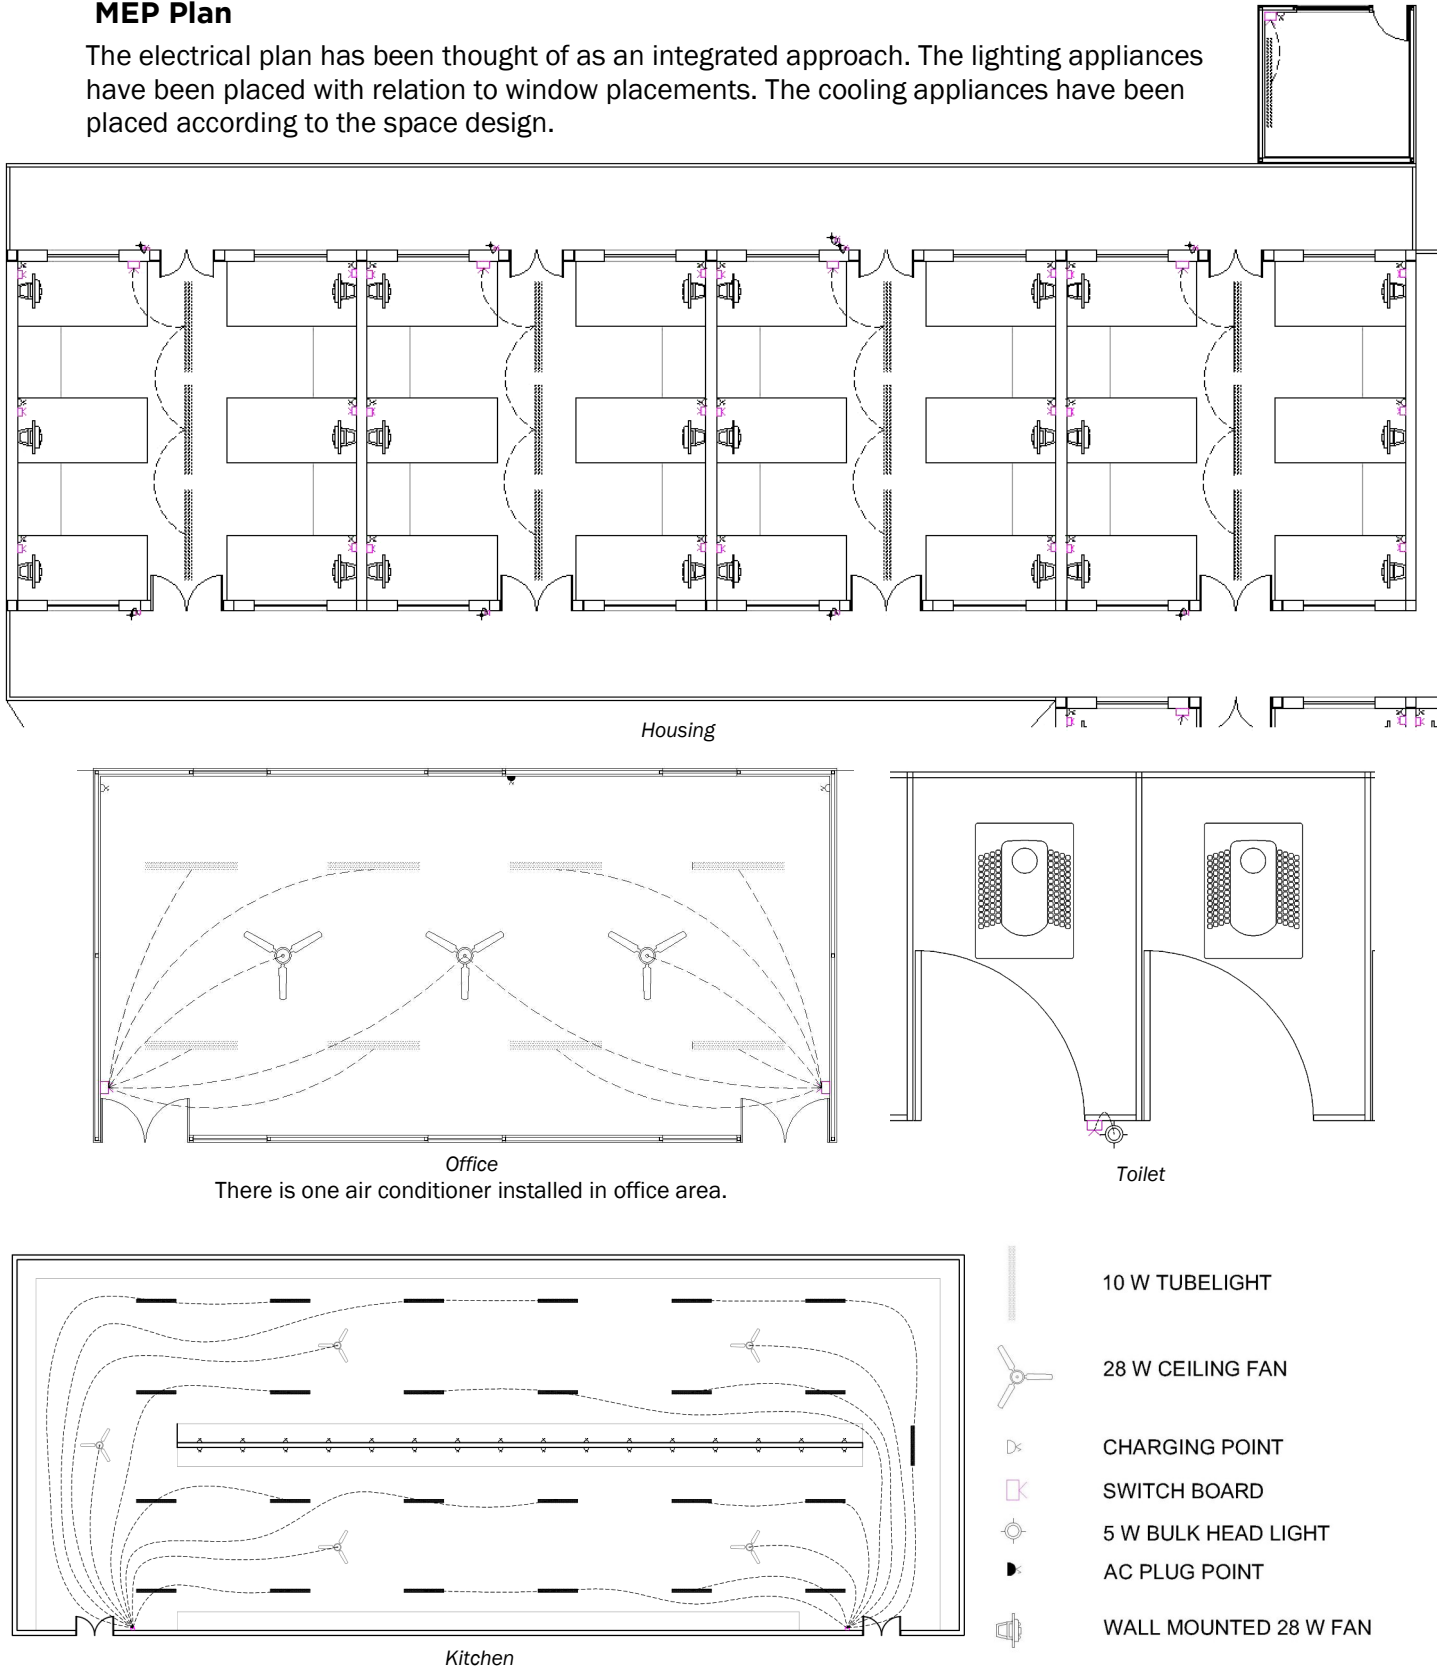 MEP Plan
The electrical plan has been thought of as an integrated approach. The lighting appliances
have been placed with relation to window placements. The cooling appliances have been
placed according to the space design.
Housing
Office
There is one air conditioner installed in office area.
Toilet
10 W TUBELIGHT
28 W CEILING FAN
CHARGING POINT
SWITCH BOARD
5 W BULK HEAD LIGHT
AC PLUG POINT
WALL MOUNTED 28 W FAN
Kitchen